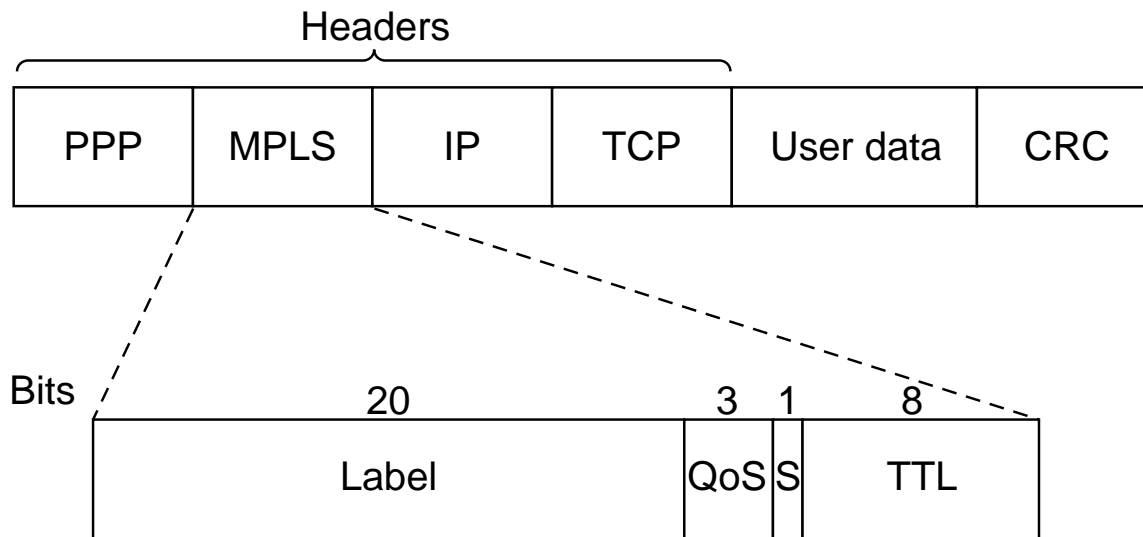 Headers
PPP MPLS IP TCP User data CRC
Bits 20 3 1 8
Label QoS S TTL